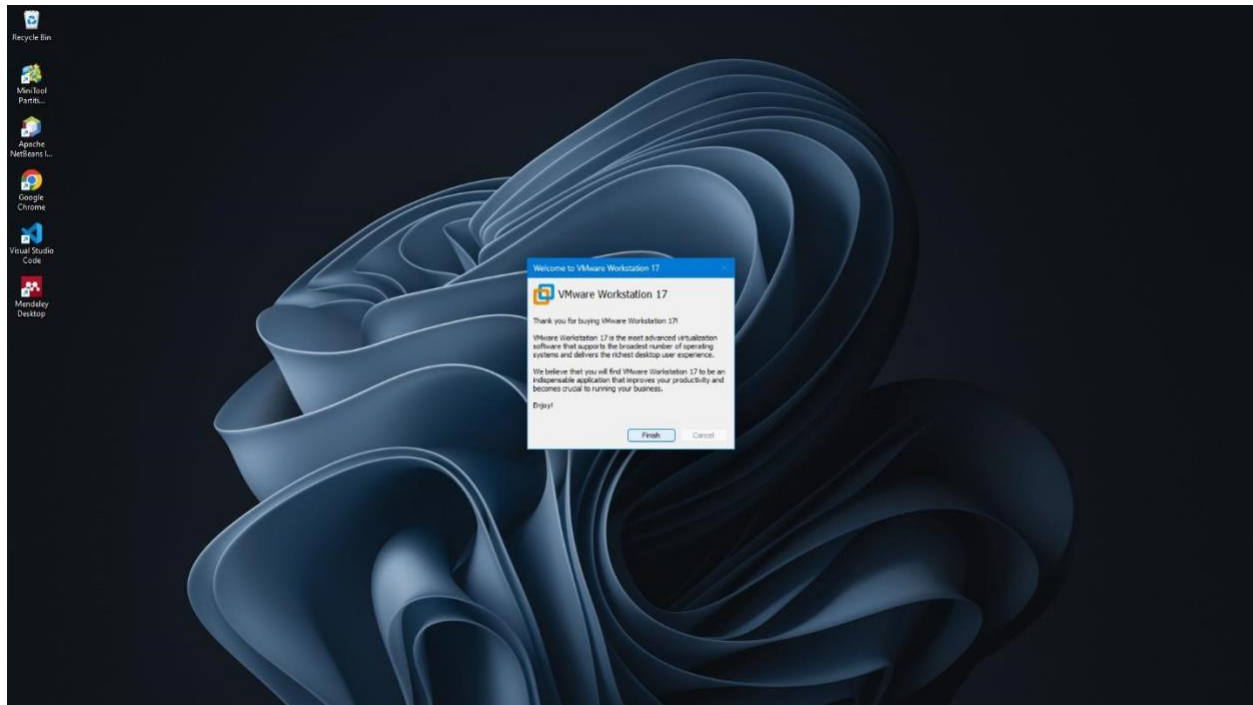 Recycle Bin
MiniTool
Partiti...
Apache
NetBeans I...
Google
Chrome
Visual Studio
Code
Mendeley
Desktop
Welcome to VMware Workstation 17
VMware Workstation 17
Thank you for buying VMware Workstation 17!
VMware Workstation 17 is the most advanced virtualization
software that supports the broadest number of operating
systems and delivers the richest desktop user experience.
We believe that you will find VMware Workstation 17 to be an
indispensable application that improves your productivity and
becomes crucial to running your business.
Enjoy!
Finish
Cancel